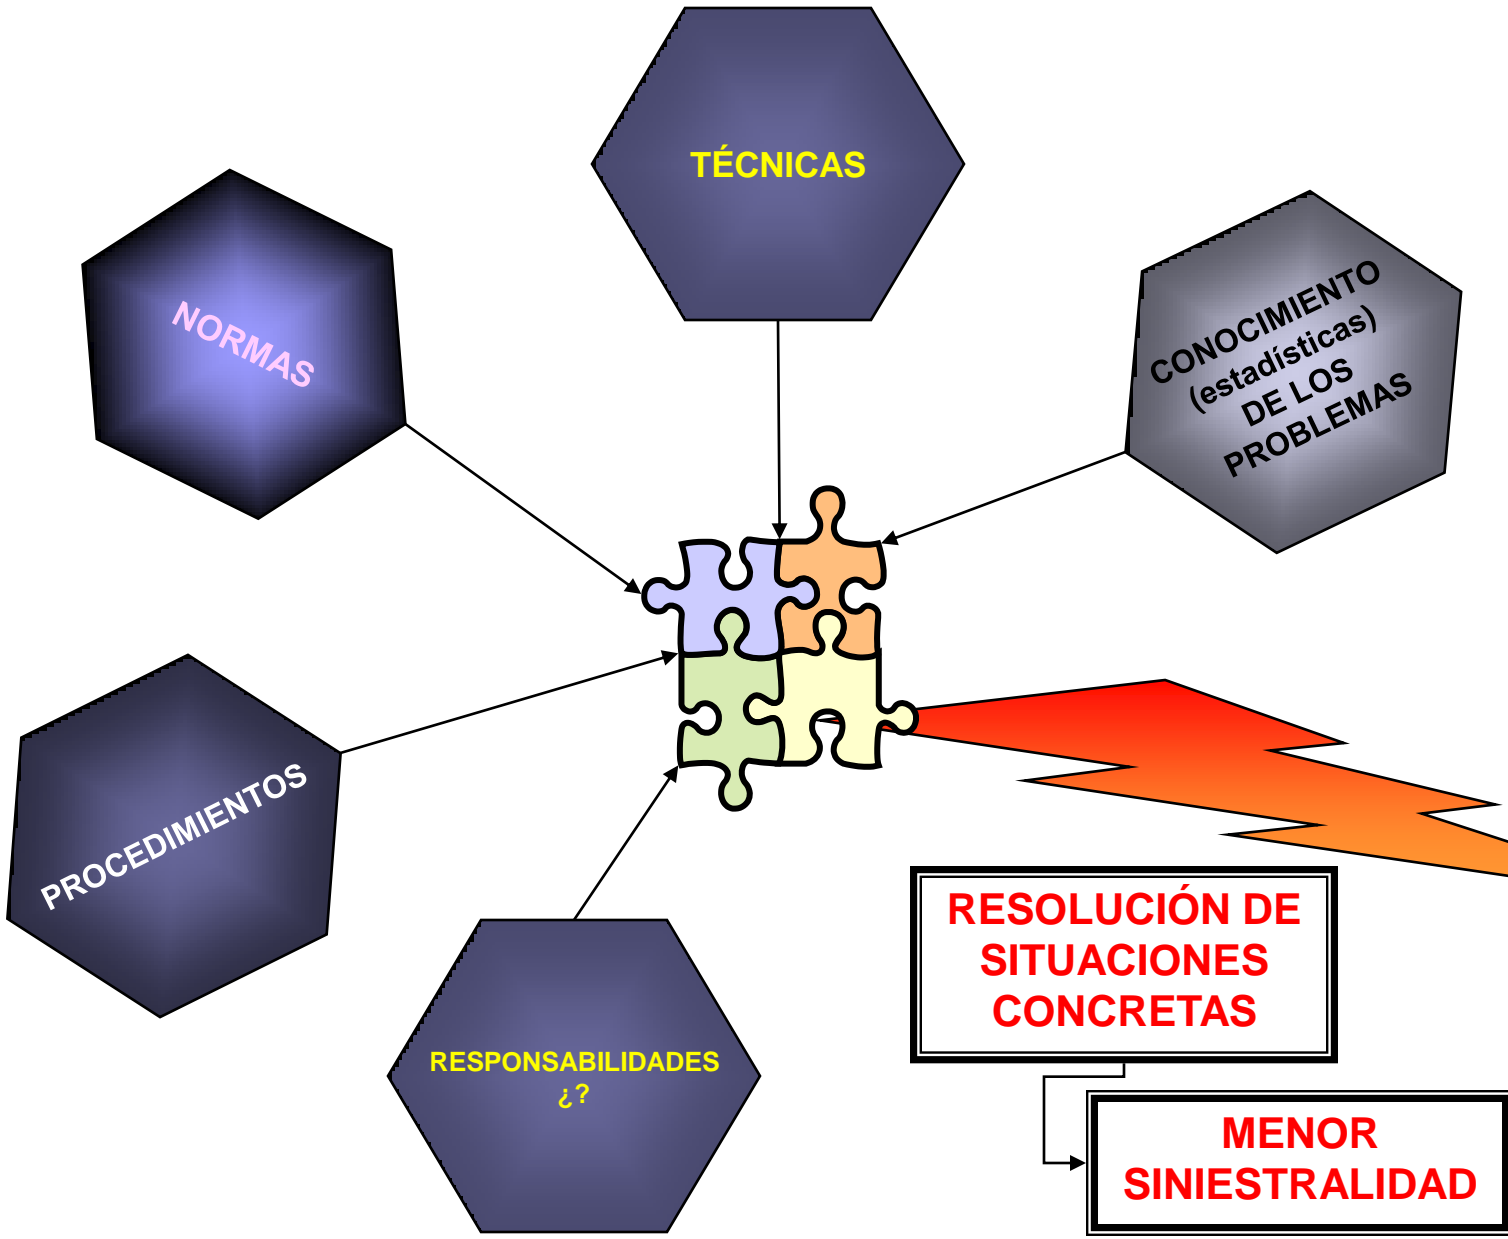 TÉCNICAS
NORMAS
CONOCIMIENTO
(estadísticas)
DE LOS
PROBLEMAS
PROCEDIMIENTOS
RESPONSABILIDADES
¿?
RESOLUCIÓN DE
SITUACIONES
CONCRETAS
MENOR
SINIESTRALIDAD